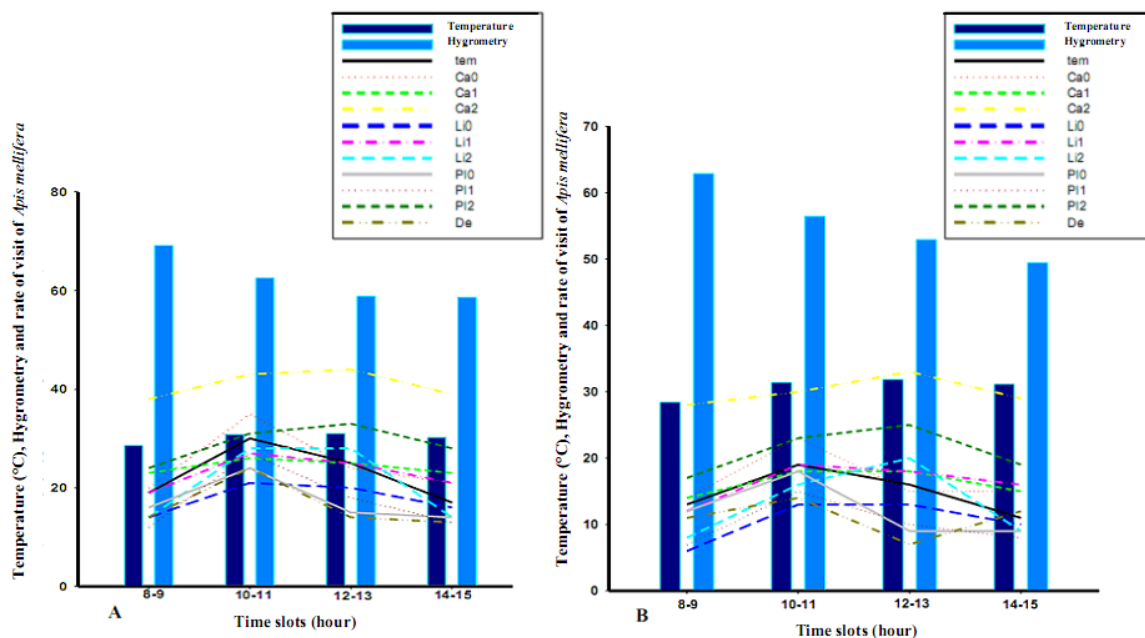 Temperature
Hygrometry
tem
Ca0
Ca1
Ca2
Li0
Li1
Li2
Pl0
Pl1
Pl2
De
Temperature (°C), Hygrometry and rate of visit of Apis mellifera
80
60
40
20
0
8-9
10-11
12-13
14-15
A
Time slots (hour)
Temperature
Hygrometry
tem
Ca0
Ca1
Ca2
Li0
Li1
Li2
Pl0
Pl1
Pl2
De
Temperature (°C), Hygrometry and rate of visit of Apis mellifera
70
60
50
40
30
20
10
0
8-9
10-11
12-13
14-15
B
Time slots (hour)